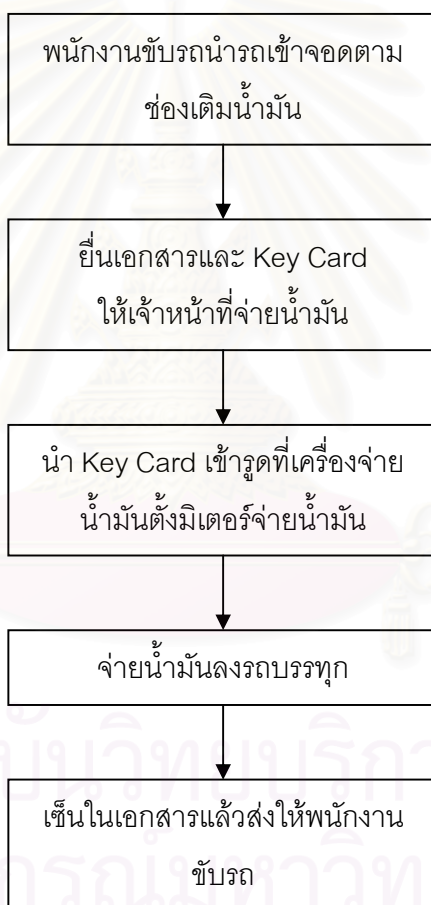 พนักงานขับรถนำรถเข้าจอดตาม
ช่องเติมน้ำมัน
ยื่นเอกสารและ Key Card
ให้เจ้าหน้าที่จ่ายน้ำมัน
นำ Key Card เข้ารูดที่เครื่องจ่าย
น้ำมันตั้งมิเตอร์จ่ายน้ำมัน
จ่ายน้ำมันลงรถบรรทุก
เซ็นในเอกสารแล้วส่งให้พนักงาน
ขับรถ